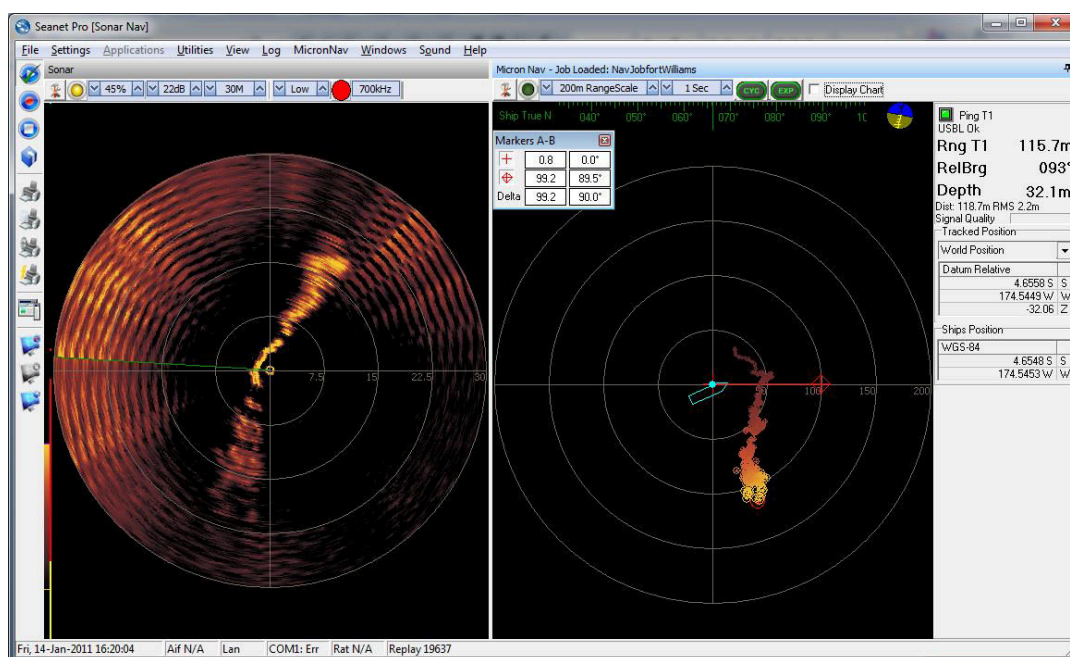 Seanet Pro [Sonar Nav]
File Settings Applications Utilities View Log MicronNav Windows Sound Help
Sonar
45% 22dB 30M Low 700kHz
7.5 15 22.5 30
Micron Nav - Job Loaded: NavJobfortWilliams
200m RangeScale 1 Sec CYC EXP Display Chart
Ship True N 040° 050° 060° 070° 080° 090° 10
Markers A-B
0.8 0.0°
99.2 89.5°
Delta 99.2 90.0°
50 100 150 200
Ping T1
USBL Ok
Rng T1 115.7m
RelBrg 093°
Depth 32.1m
Dist: 118.7m RMS 2.2m
Signal Quality
Tracked Position
World Position
Datum Relative
4.6558 S S
174.5449 W W
-32.06 Z
Ships Position
WGS-84
4.6548 S S
174.5453 W W
Fri, 14-Jan-2011 16:20:04 Aif N/A Lan COM1: Err Rat N/A Replay 19637